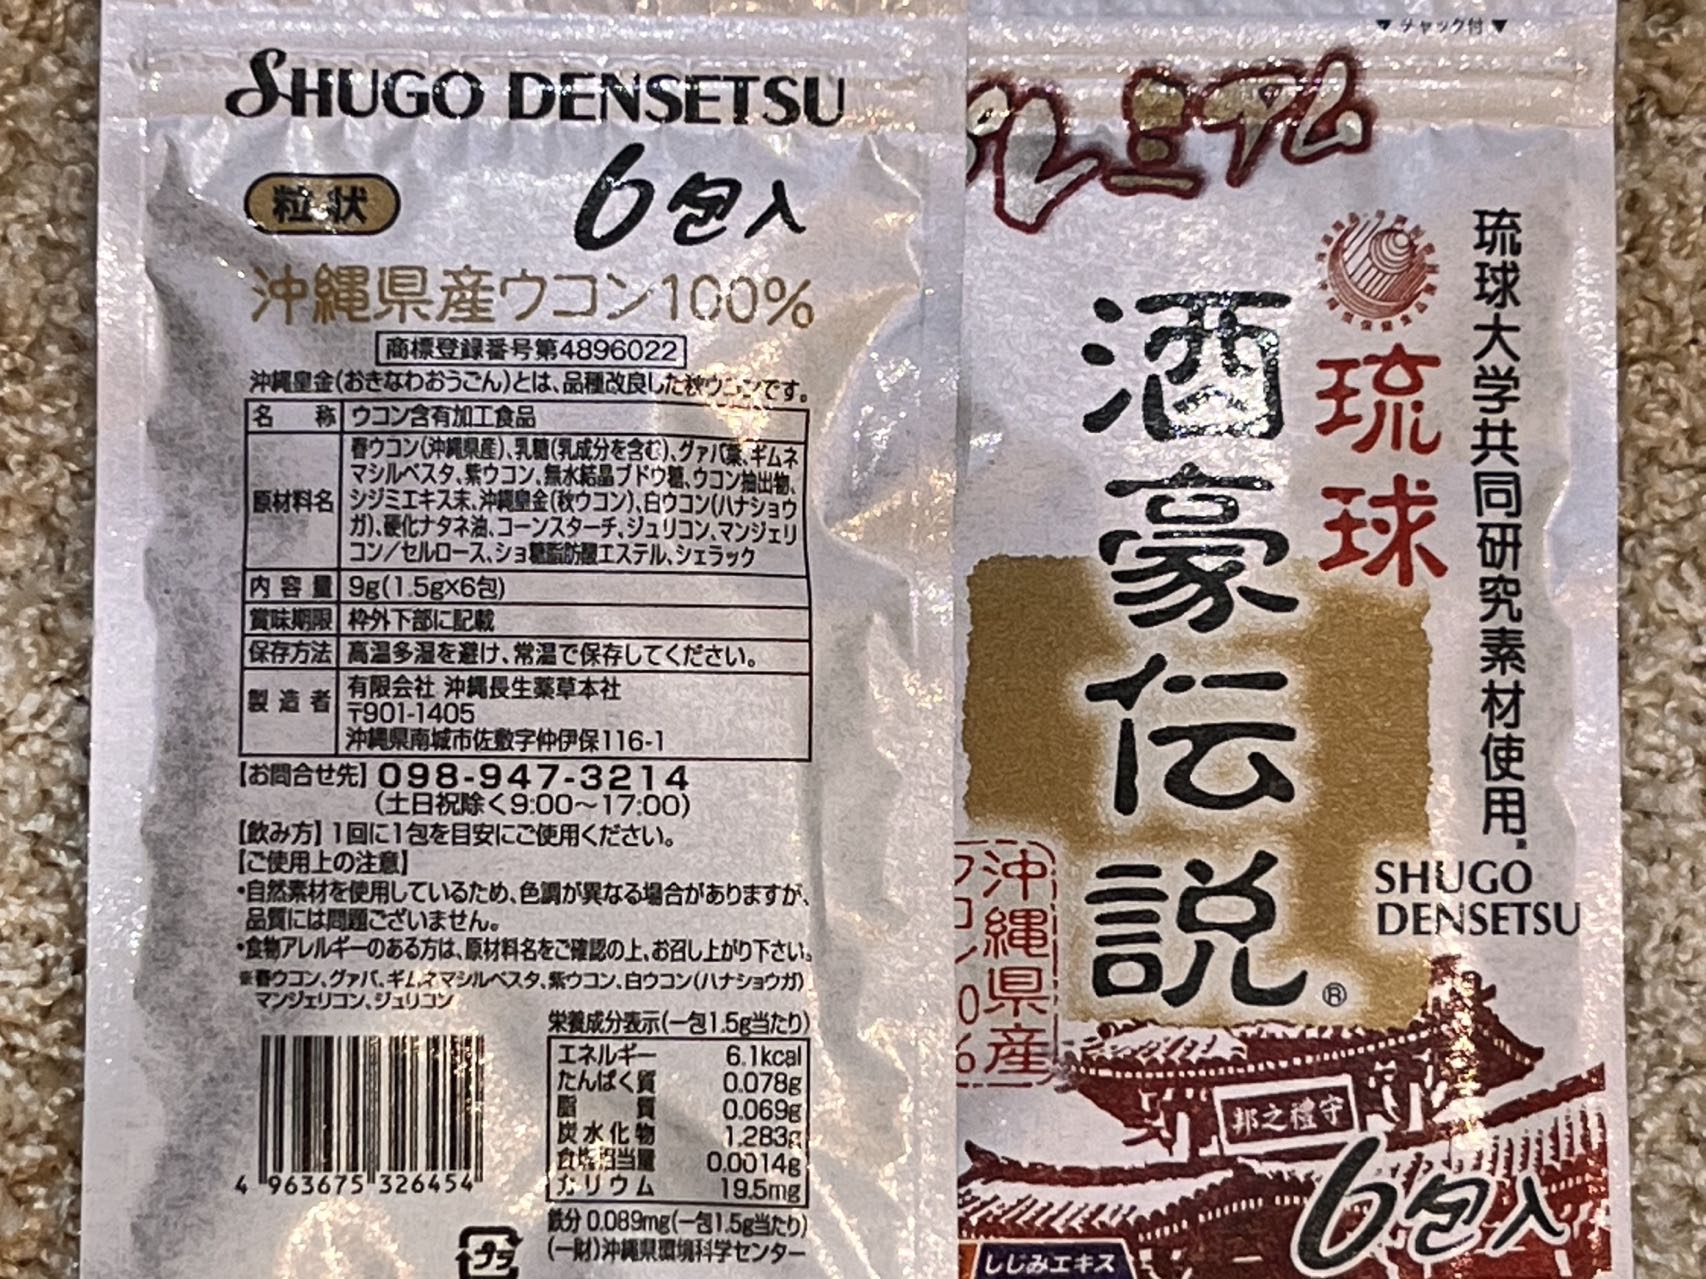 SHUGO DENSETSU
粒状
6包入
沖縄県産ウコン100%
商標登録番号第4896022
沖縄皇金(おきなわおうごん)とは、品種改良した秋ウコンです。
名 称 ウコン含有加工食品
原材料名 春ウコン(沖縄県産)、乳糖(乳成分を含む)、グァバ葉、ギムネ
マシルベスタ、紫ウコン、無水結晶ブドウ糖、ウコン抽出物、
シジミエキス末、沖縄皇金(秋ウコン)、白ウコン(ハナショウ
ガ)、硬化ナタネ油、コーンスターチ、ジュリコン、マンジェリ
コン/セルロース、ショ糖脂肪酸エステル、シェラック
内容量 9g(1.5g×6包)
賞味期限 枠外下部に記載
保存方法 高温多湿を避け、常温で保存してください。
製造者 有限会社 沖縄長生薬草本社
〒901-1405
沖縄県南城市佐敷字仲伊保116-1
【お問合せ先】098-947-3214
(土日祝除く9:00〜17:00)
【飲み方】1回に1包を目安にご使用ください。
【ご使用上の注意】
•自然素材を使用しているため、色調が異なる場合がありますが、
品質には問題ございません。
•食物アレルギーのある方は、原材料名をご確認の上、お召し上がり下さい。
※春ウコン、グァバ、ギムネマシルベスタ、紫ウコン、白ウコン(ハナショウガ)
マンジェリコン、ジュリコン
栄養成分表示(一包1.5g当たり)
エネルギー 6.1kcal
たんぱく質 0.078g
脂質 0.069g
炭水化物 1.283g
食塩相当量 0.0014g
カリウム 19.5mg
鉄分 0.089mg(一包1.5g当たり)
(一財)沖縄県環境科学センター
4 963675 326454
プラ
▼チャック付▼
レミアム
琉球大学共同研究素材使用※
琉球
酒豪伝説®
SHUGO
DENSETSU
沖縄県産
守禮之邦
6包入
しじみエキス